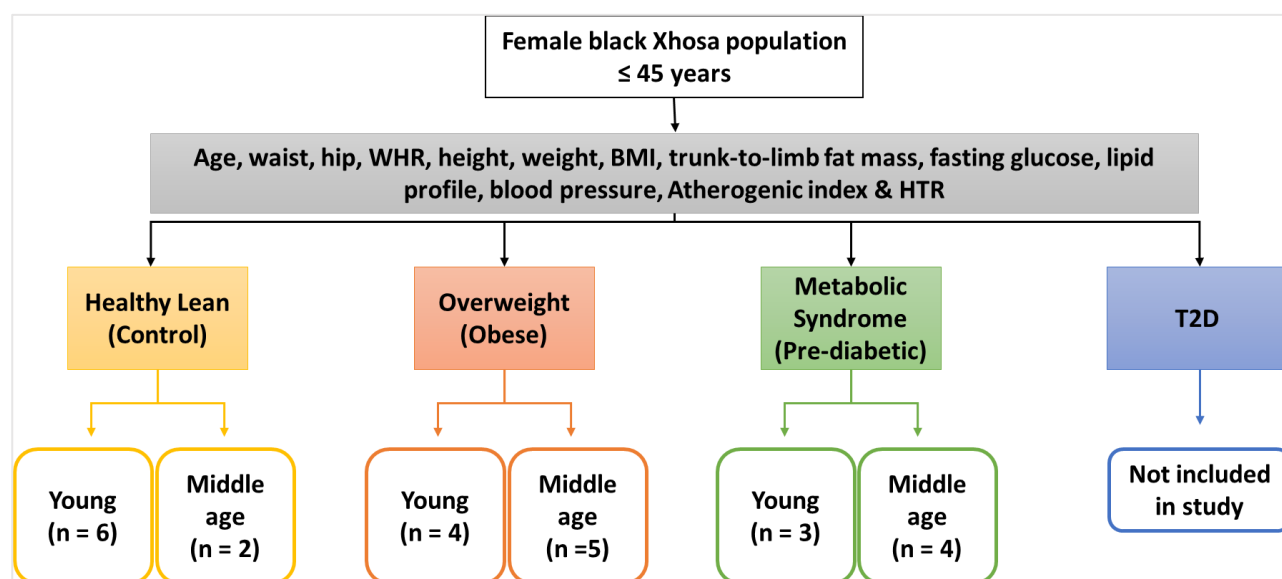 Female black Xhosa population
≤ 45 years
Age, waist, hip, WHR, height, weight, BMI, trunk-to-limb fat mass, fasting glucose, lipid
profile, blood pressure, Atherogenic index & HTR
Healthy Lean
(Control)
Overweight
(Obese)
Metabolic
Syndrome
(Pre-diabetic)
T2D
Young
(n = 6)
Middle
age
(n = 2)
Young
(n = 4)
Middle
age
(n =5)
Young
(n = 3)
Middle
age
(n = 4)
Not included
in study